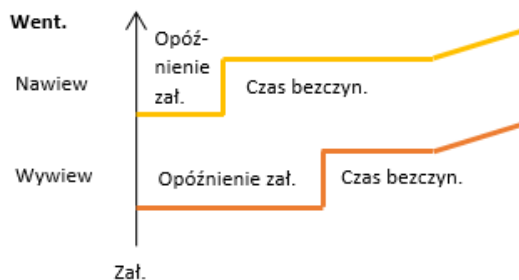 Went.
Opóź-
nienie
zał.
Nawiew
Czas bezczyn.
Wywiew
Opóźnienie zał.
Czas bezczyn.
Zał.